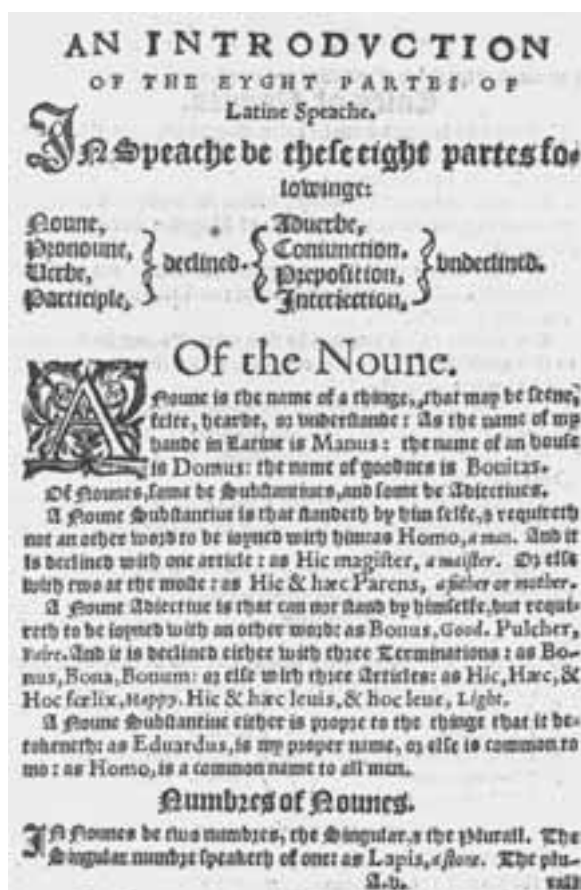 AN INTRODVCTION
OF THE EYGHT PARTES OF
Latine Speache.
IN Speache be these eight partes fo-
lowinge:
Noune,
Pronoune,
Verbe,
Participle,
declined.
Aduerbe,
Coniunction,
Preposition,
Interiection,
vndeclined.
Of the Noune.
A Noune is the name of a thinge, that may be seene,
felte, hearde, or vnderstande: As the name of my
hande in Latine is Manus: the name of an house
is Domus: the name of goodnes is Bonitas.
Of Nounes, some be Substantiues, and some be Adiectiues.
A Noune Substantiue is that standeth by him selfe, & requireth
not an other word to be ioyned with him: as Homo, a man. And it
is declined with one article: as Hic magister, a maister. Or else
with two at the moste: as Hic & hæc Parens, a father or mother.
A Noune Adiectiue is that can not stand by himselfe, but requi-
reth to be ioyned with an other worde: as Bonus, Good. Pulcher,
Faire. And it is declined either with three Terminations: as Bo-
nus, Bona, Bonum: or else with three Articles: as Hic, Hæc, &
Hoc fœlix, Happy. Hic & hæc leuis, & hoc leue, Light.
A Noune Substantiue either is propre to the thinge that it be-
tokeneth: as Eduardus, is my proper name, or else is common to
mo: as Homo, is a common name to all men.
Numbres of Nounes.
IN Nounes be two numbres, the Singular, & the Plurall. The
Singular numbre speaketh of one: as Lapis, a stone. The plu-
A.v. rall